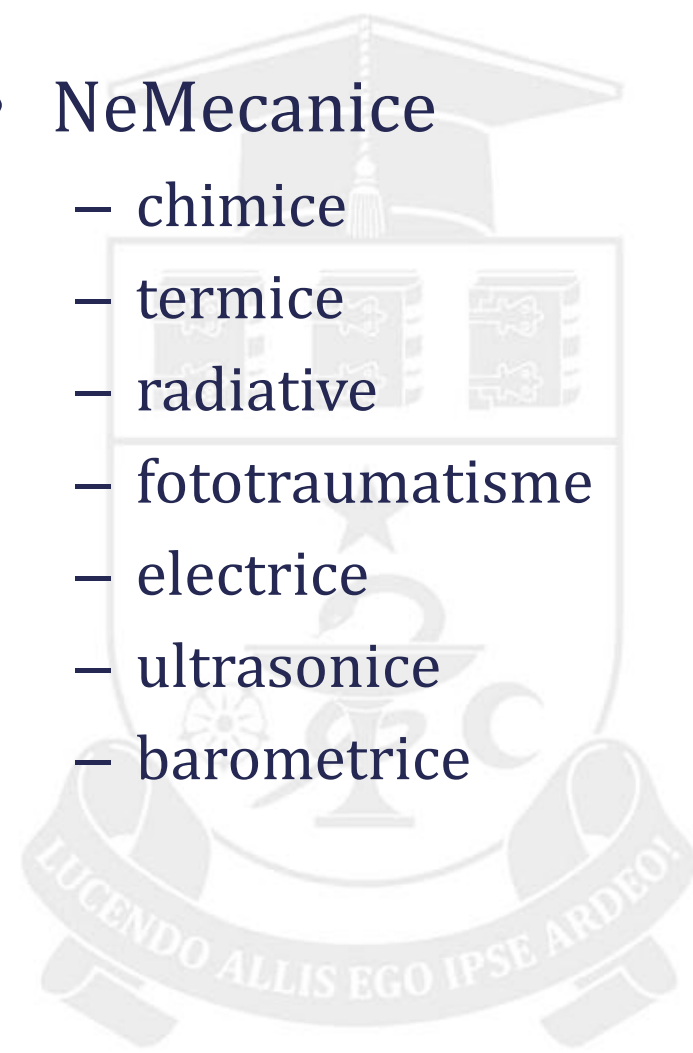 • NeMecanice
– chimice
– termice
– radiative
– fototraumatisme
– electrice
– ultrasonice
– barometrice
LUCENDO ALLIS EGO IPSE ARDEO!